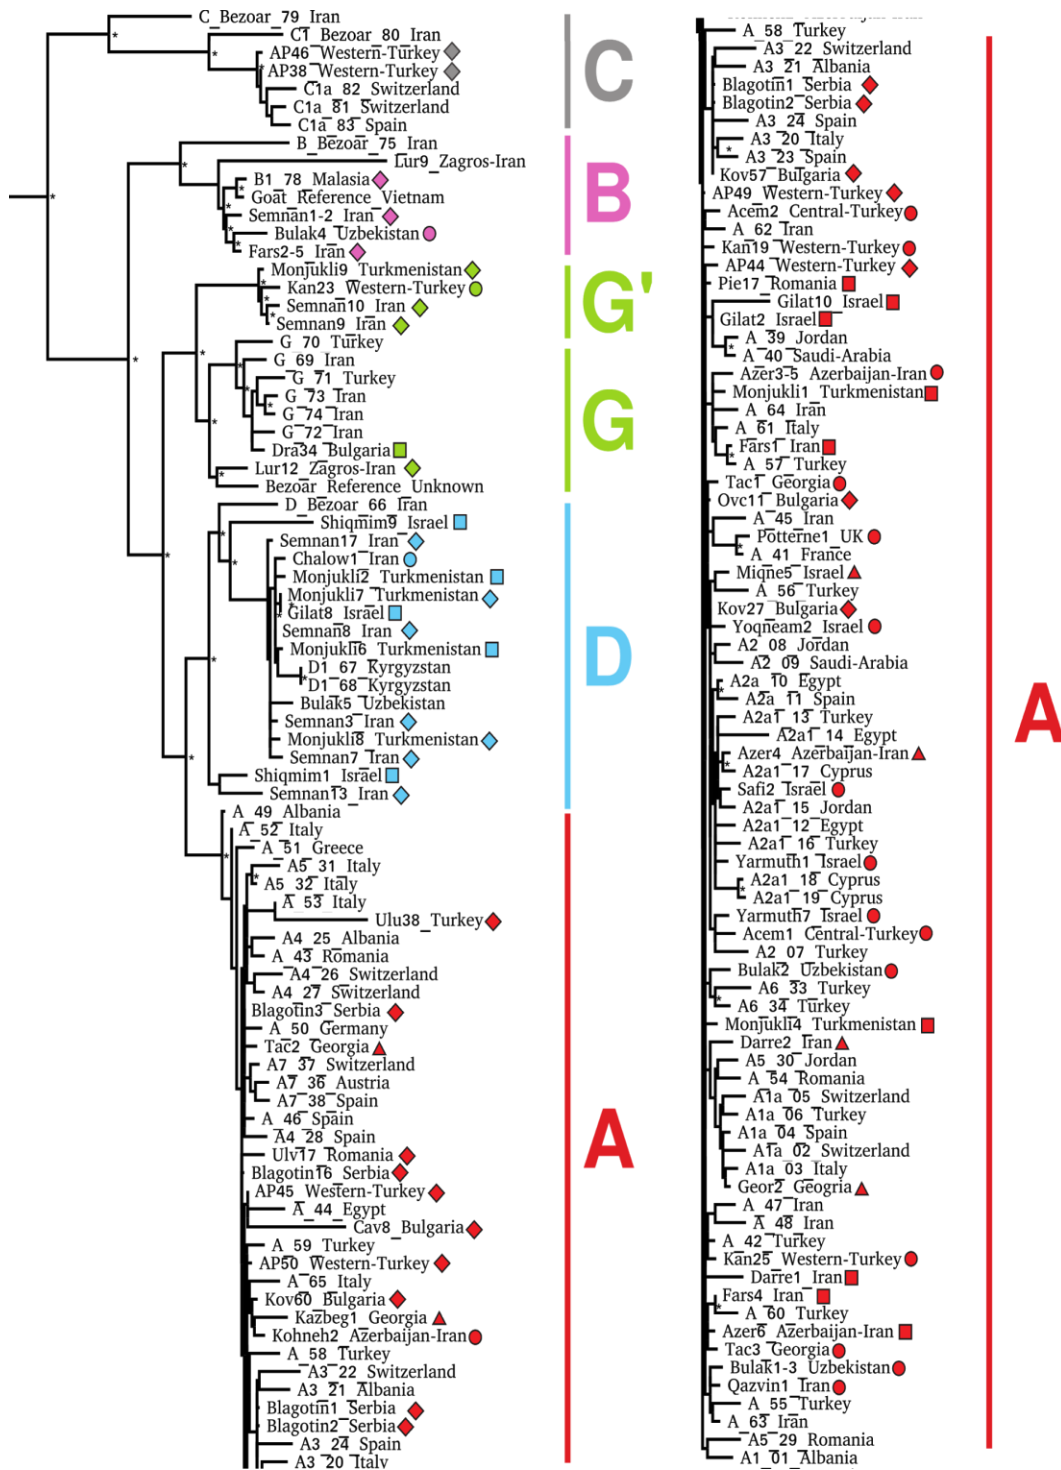 C_Bezoar_79_Iran
C1_Bezoar_80_Iran
AP46_Western-Turkey
AP38_Western-Turkey
C1a_82_Switzerland
C1a_81_Switzerland
C1a_83_Spain
C
B_Bezoar_75_Iran
Lur9_Zagros-Iran
B1_78_Malasia
Goat_Reference_Vietnam
Semnan1-2_Iran
Bulak4_Uzbekistan
Fars2-5_Iran
B
Monjukli9_Turkmenistan
Kan23_Western-Turkey
Semnan10_Iran
Semnan9_Iran
G'
G_70_Turkey
G_69_Iran
G_71_Turkey
G_73_Iran
G_74_Iran
G_72_Iran
Dra34_Bulgaria
Lur12_Zagros-Iran
Bezoar_Reference_Unknown
G
D_Bezoar_66_Iran
Shiqmim9_Israel
Semnan17_Iran
Chalow1_Iran
Monjukli2_Turkmenistan
Monjukli7_Turkmenistan
Gilat8_Israel
Semnan8_Iran
Monjukli6_Turkmenistan
D1_67_Kyrgyzstan
D1_68_Kyrgyzstan
Bulak5_Uzbekistan
Semnan3_Iran
Monjukli8_Turkmenistan
Semnan7_Iran
Shiqmim1_Israel
Semnan13_Iran
D
A_49_Albania
A_52_Italy
A_51_Greece
A5_31_Italy
A5_32_Italy
A_53_Italy
Ulu38_Turkey
A4_25_Albania
A_43_Romania
A4_26_Switzerland
A4_27_Switzerland
Blagotin3_Serbia
A_50_Germany
Tac2_Georgia
A7_37_Switzerland
A7_36_Austria
A7_38_Spain
A_46_Spain
A4_28_Spain
Ulv17_Romania
Blagotin16_Serbia
AP45_Western-Turkey
A_44_Egypt
Cav8_Bulgaria
A_59_Turkey
AP50_Western-Turkey
A_65_Italy
Kov60_Bulgaria
Kazbeg1_Georgia
Kohneh2_Azerbaijan-Iran
A_58_Turkey
A3_22_Switzerland
A3_21_Albania
Blagotin1_Serbia
Blagotin2_Serbia
A3_24_Spain
A3_20_Italy
A
A_58_Turkey
A3_22_Switzerland
A3_21_Albania
Blagotin1_Serbia
Blagotin2_Serbia
A3_24_Spain
A3_20_Italy
A3_23_Spain
Kov57_Bulgaria
AP49_Western-Turkey
Acem2_Central-Turkey
A_62_Iran
Kan19_Western-Turkey
AP44_Western-Turkey
Pie17_Romania
Gilat10_Israel
Gilat2_Israel
A_39_Jordan
A_40_Saudi-Arabia
Azer3-5_Azerbaijan-Iran
Monjukli1_Turkmenistan
A_64_Iran
A_61_Italy
Fars1_Iran
A_57_Turkey
Tac1_Georgia
Ovc11_Bulgaria
A_45_Iran
Potterne1_UK
A_41_France
Miqne5_Israel
A_56_Turkey
Kov27_Bulgaria
Yoqneam2_Israel
A2_08_Jordan
A2_09_Saudi-Arabia
A2a_10_Egypt
A2a_11_Spain
A2a1_13_Turkey
A2a1_14_Egypt
Azer4_Azerbaijan-Iran
A2a1_17_Cyprus
Safi2_Israel
A2a1_15_Jordan
A2a1_12_Egypt
A2a1_16_Turkey
Yarmuth1_Israel
A2a1_18_Cyprus
A2a1_19_Cyprus
Yarmuth7_Israel
Acem1_Central-Turkey
A2_07_Turkey
Bulak2_Uzbekistan
A6_33_Turkey
A6_34_Turkey
Monjukli4_Turkmenistan
Darre2_Iran
A5_30_Jordan
A_54_Romania
A1a_05_Switzerland
A1a_06_Turkey
A1a_04_Spain
A1a_02_Switzerland
A1a_03_Italy
Geor2_Geogria
A_47_Iran
A_48_Iran
A_42_Turkey
Kan25_Western-Turkey
Darre1_Iran
Fars4_Iran
A_60_Turkey
Azer6_Azerbaijan-Iran
Tac3_Georgia
Bulak1-3_Uzbekistan
Qazvin1_Iran
A_55_Turkey
A_63_Iran
A5_29_Romania
A1_01_Albania
A